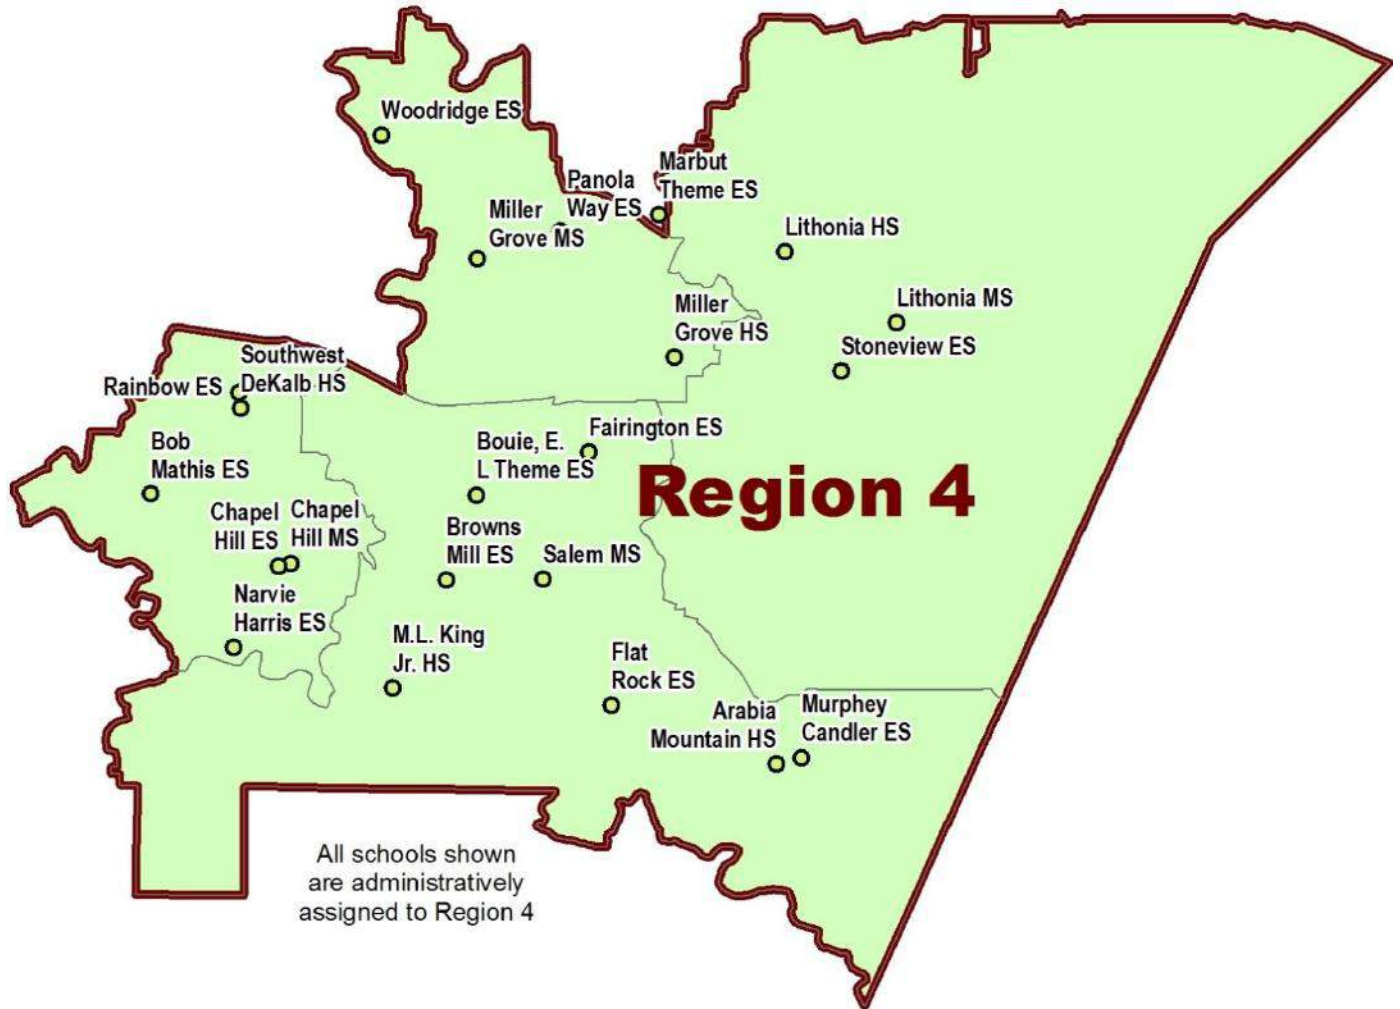 Woodridge ES
Marbut
Theme ES
Panola
Way ES
Miller
Grove MS
Lithonia HS
Lithonia MS
Miller
Grove HS
Stoneview ES
Southwest
DeKalb HS
Rainbow ES
Fairington ES
Bouie, E.
L Theme ES
Bob
Mathis ES
Region 4
Chapel
Hill ES
Chapel
Hill MS
Browns
Mill ES
Salem MS
Narvie
Harris ES
M.L. King
Jr. HS
Flat
Rock ES
Arabia
Mountain HS
Murphey
Candler ES
All schools shown
are administratively
assigned to Region 4